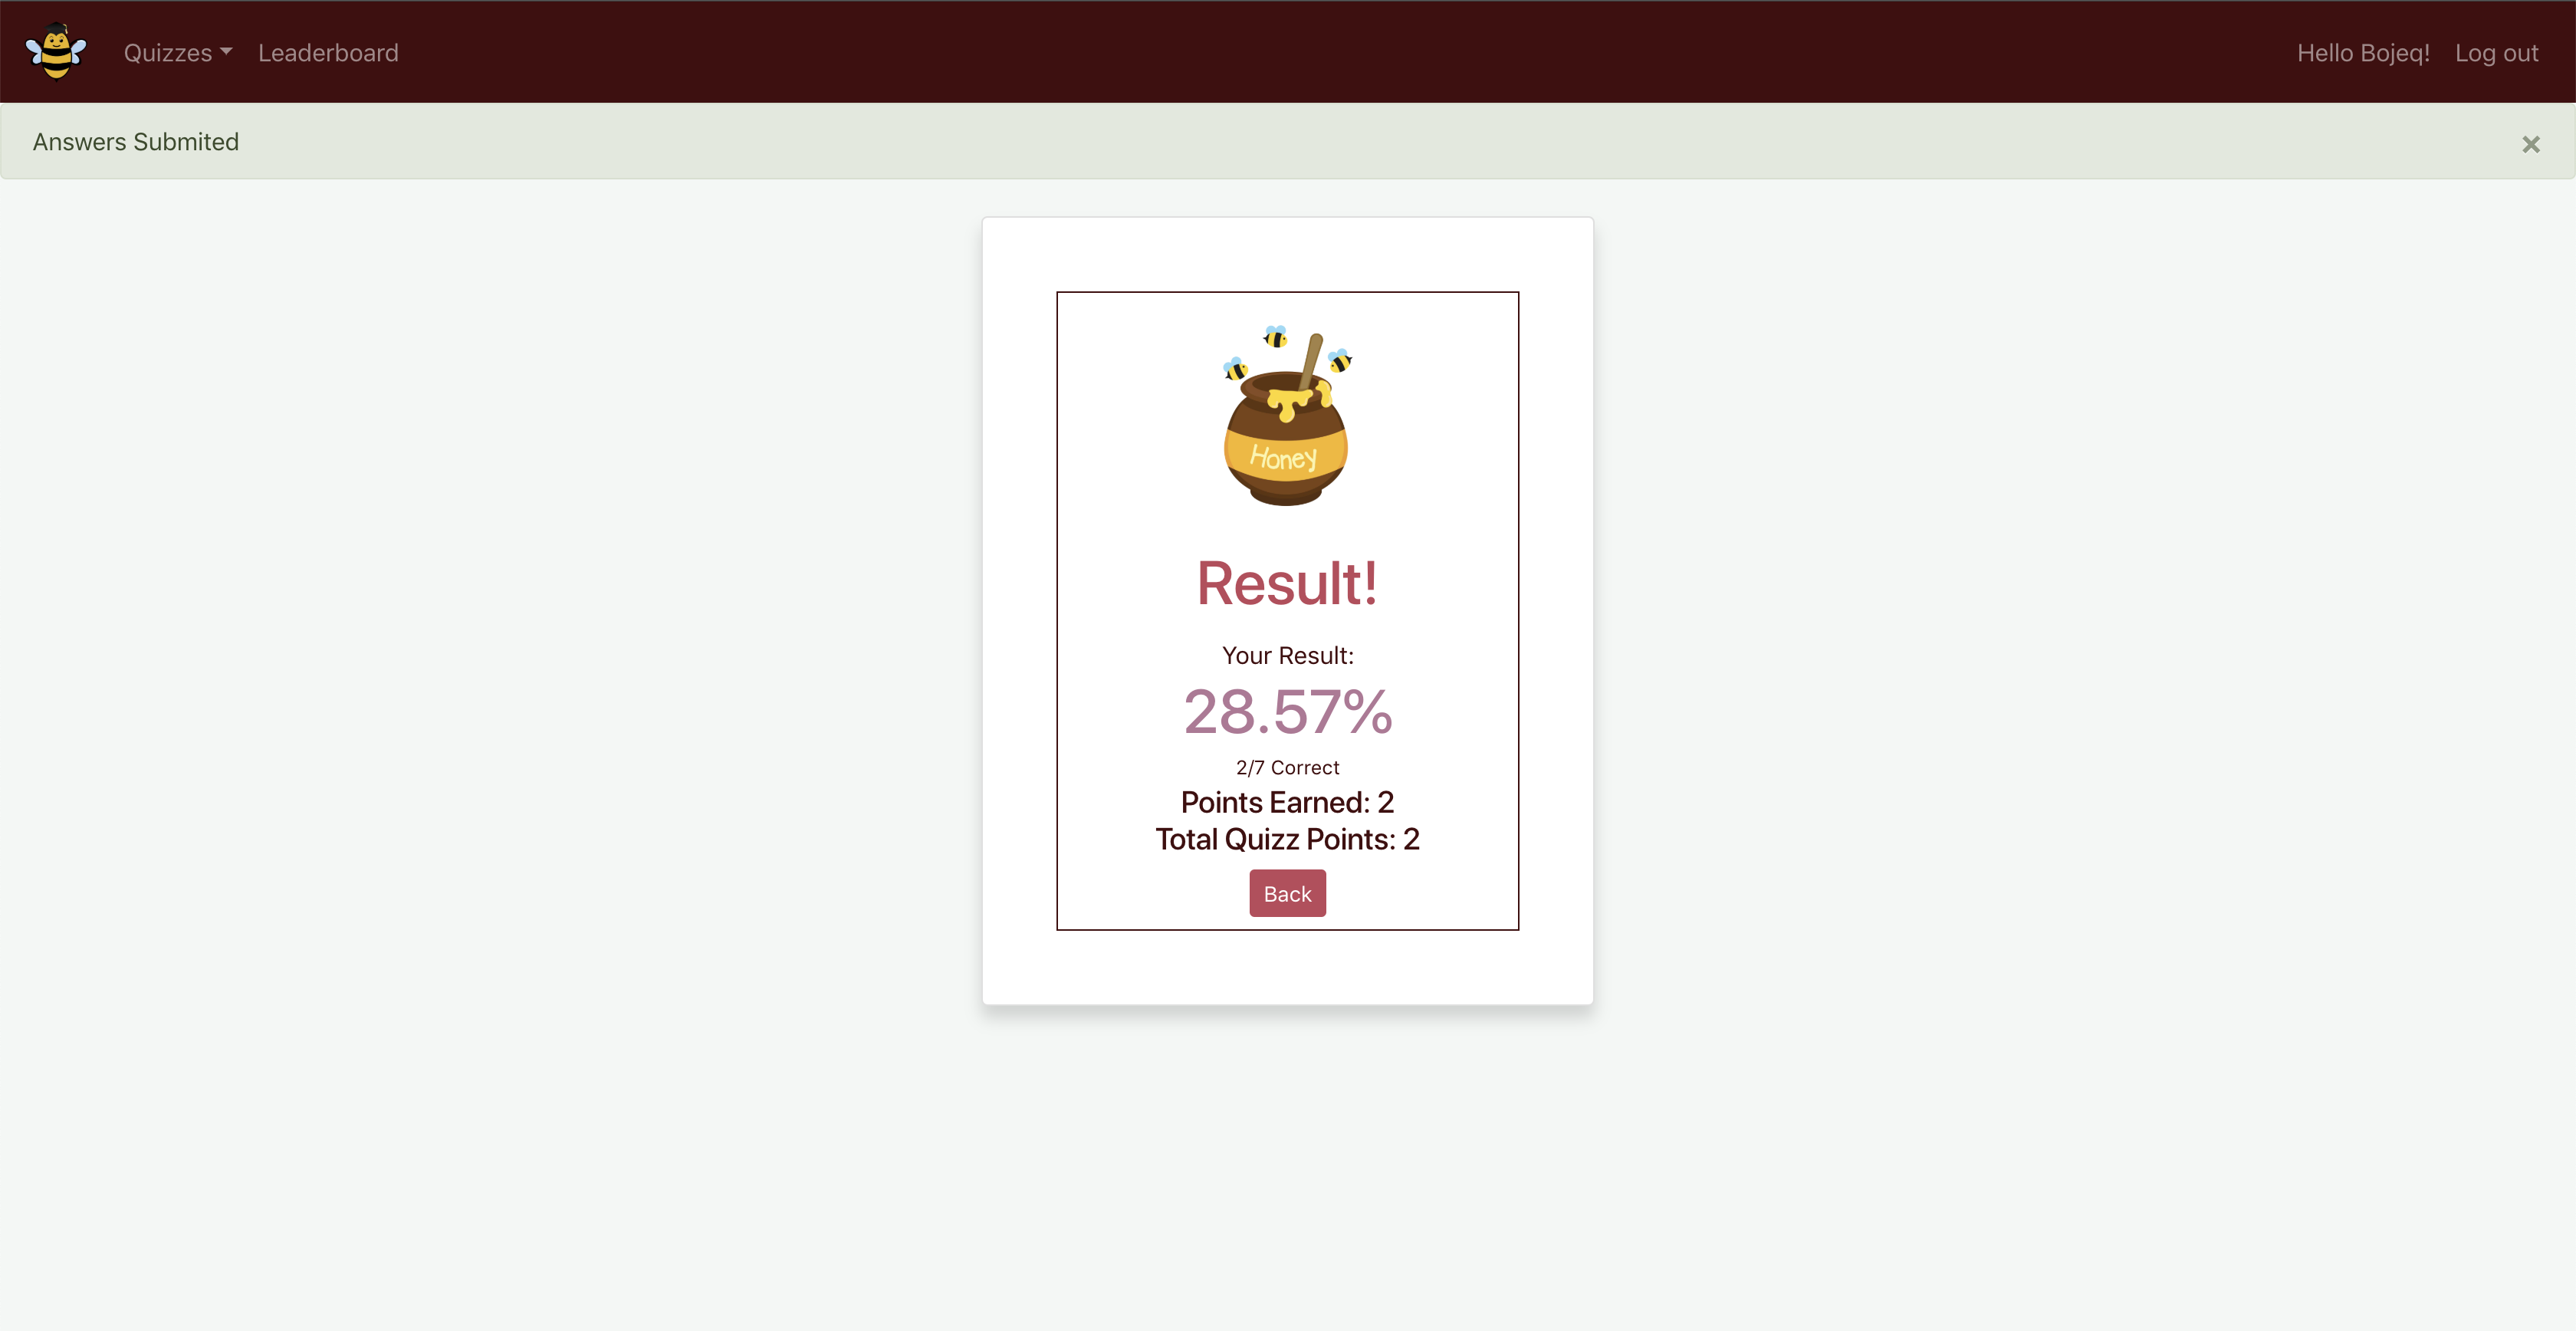 Quizzes Leaderboard Hello Bojeq! Log out
Answers Submited ×
Honey
Result!
Your Result:
28.57%
2/7 Correct
Points Earned: 2
Total Quizz Points: 2
Back